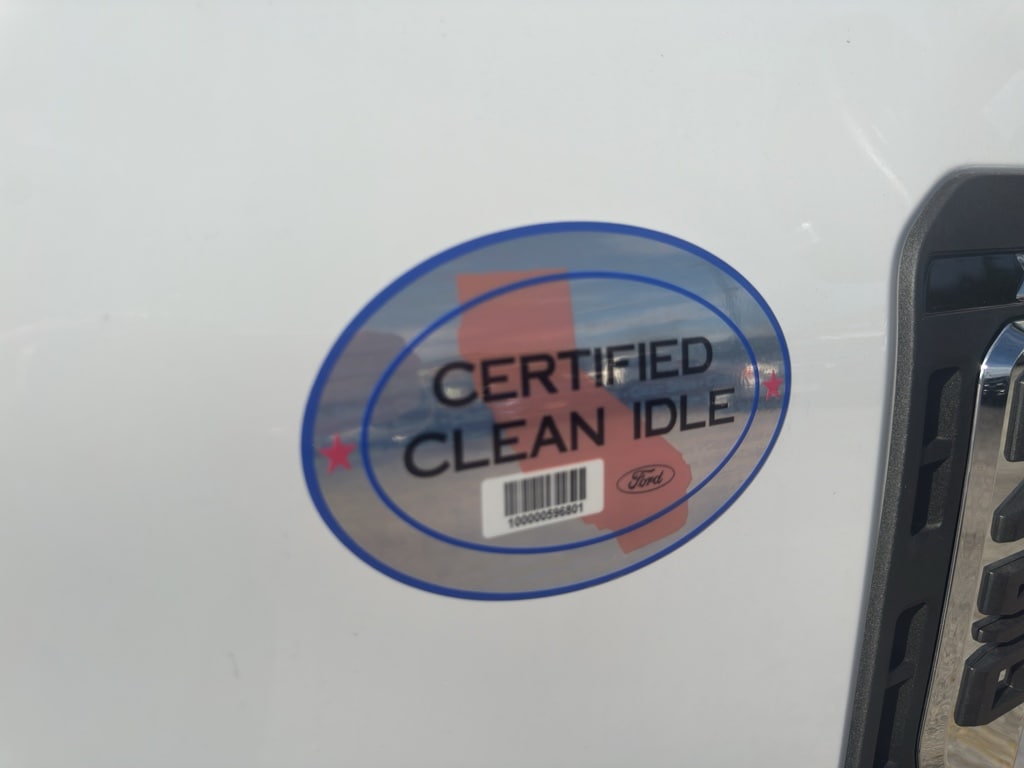 CERTIFIED
CLEAN IDLE
Ford
100000596801